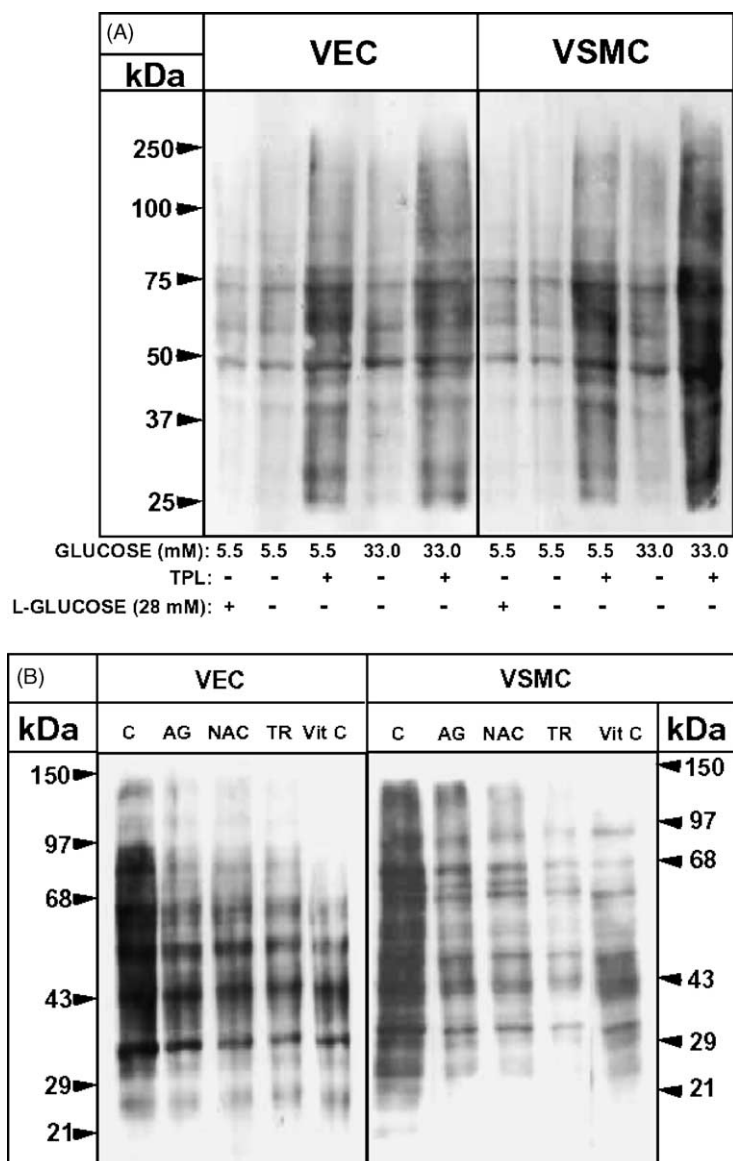 (A)
VEC VSMC
kDa
250
100
75
50
37
25
GLUCOSE (mM): 5.5 5.5 5.5 33.0 33.0 5.5 5.5 5.5 33.0 33.0
TPL: - - + - + - - + - +
L-GLUCOSE (28 mM): + - - - - + - - - -
(B)
VEC VSMC
kDa C AG NAC TR Vit C C AG NAC TR Vit C kDa
150 150
97 97
68 68
43 43
29 29
21 21